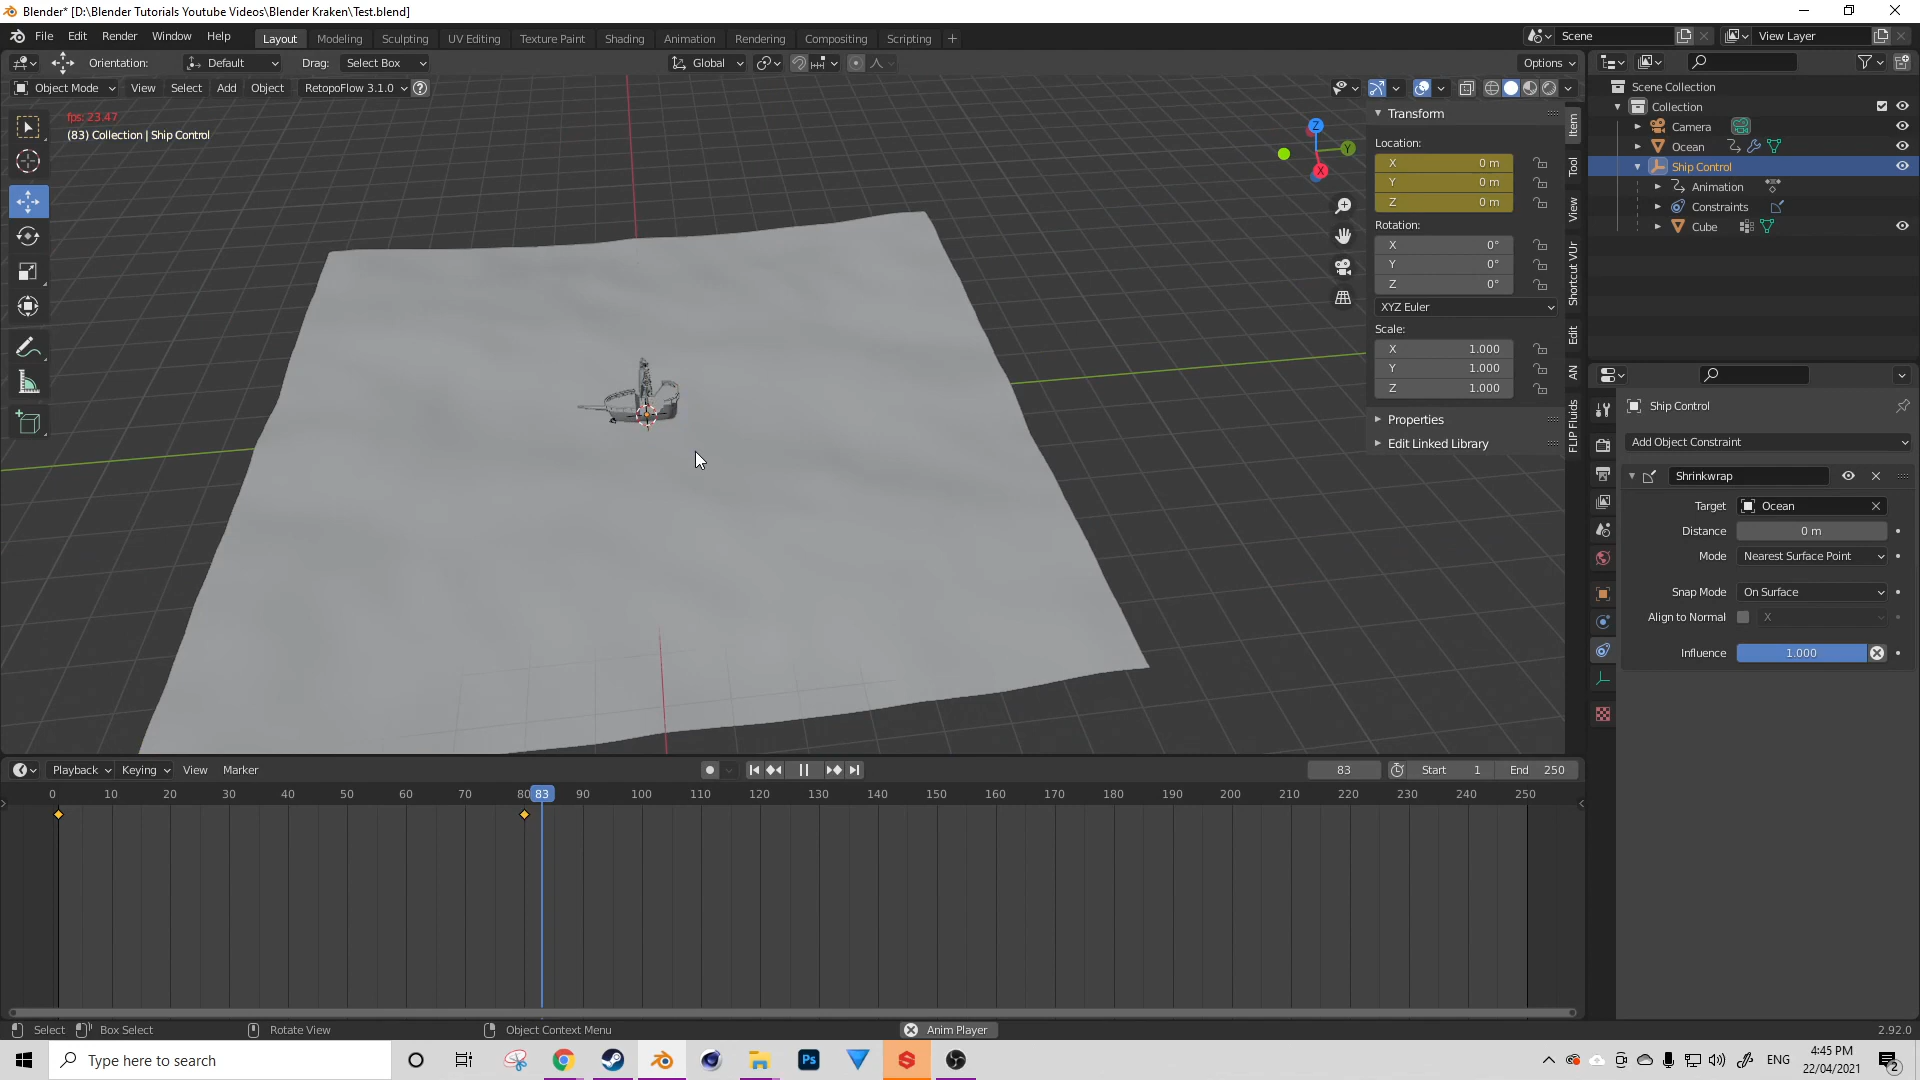 Blender* [D:\Blender Tutorials Youtube Videos\Blender Kraken\Test.blend]
File Edit Render Window Help Layout Modeling Sculpting UV Editing Texture Paint Shading Animation Rendering Compositing Scripting + Scene View Layer
Orientation: Default Drag: Select Box Global Options
Object Mode View Select Add Object RetopoFlow 3.1.0
fps: 23.47
(83) Collection | Ship Control
Transform
Location:
X 0 m
Y 0 m
Z 0 m
Rotation:
X 0°
Y 0°
Z 0°
XYZ Euler
Scale:
X 1.000
Y 1.000
Z 1.000
Properties
Edit Linked Library
Item
Tool
View
Shortcut VUr
Edit
AN
FLIP Fluids
Z
Y
X
Scene Collection
Collection
Camera
Ocean
Ship Control
Animation
Constraints
Cube
Ship Control
Add Object Constraint
Shrinkwrap
Target Ocean
Distance 0 m
Mode Nearest Surface Point
Snap Mode On Surface
Align to Normal X
Influence 1.000
Playback Keying View Marker 83 Start 1 End 250
0 10 20 30 40 50 60 70 80 83 90 100 110 120 130 140 150 160 170 180 190 200 210 220 230 240 250
Select Box Select Rotate View Object Context Menu Anim Player 2.92.0
Type here to search
Ps
ENG
4:45 PM
22/04/2021
2